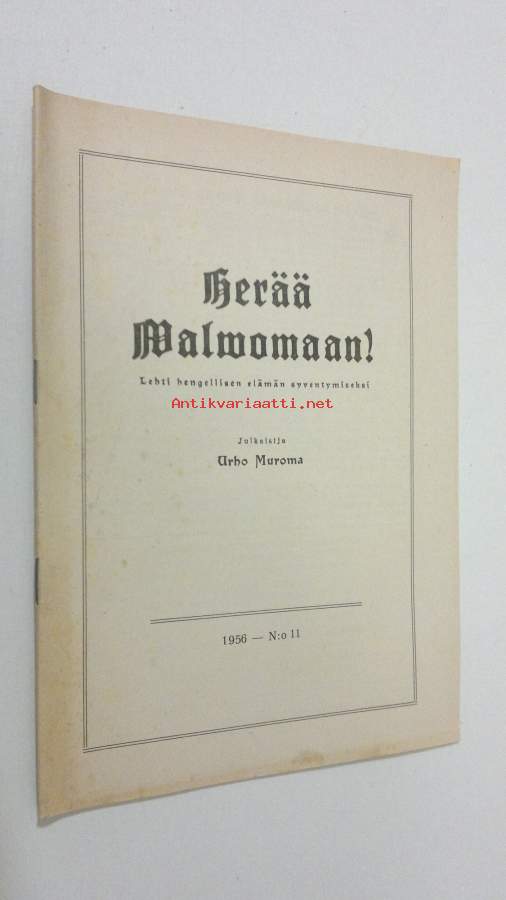 Herää
Walwomaan!
Lehti hengellisen elämän syventymiseksi
Antikvariaatti.net
Julkaisija
Urho Muroma
1956 — N:o 11